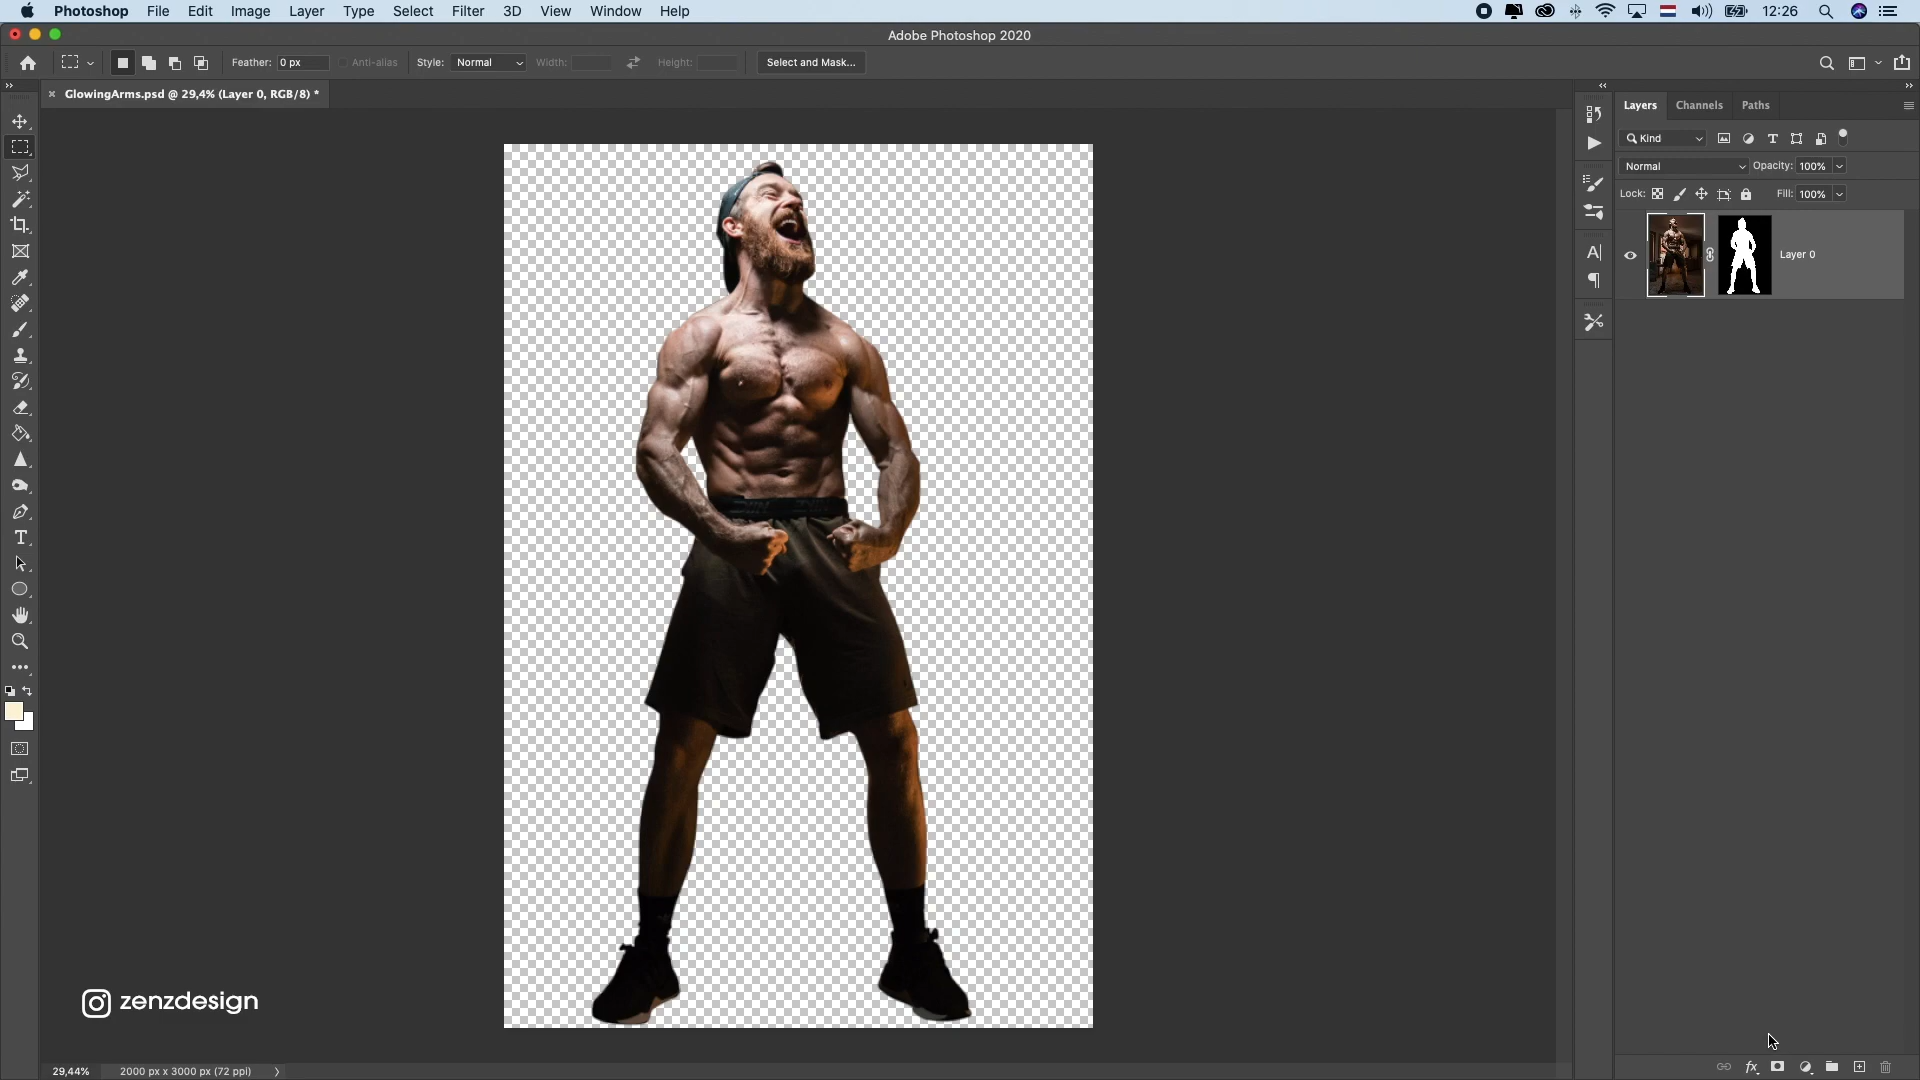 Photoshop File Edit Image Layer Type Select Filter 3D View Window Help 12:26
Adobe Photoshop 2020
Feather: 0 px Anti-alias Style: Normal Width: Height: Select and Mask...
× GlowingArms.psd @ 29,4% (Layer 0, RGB/8) *
Layers Channels Paths
Kind
Normal Opacity: 100%
Lock: Fill: 100%
Layer 0
zenzdesign
29,44% 2000 px x 3000 px (72 ppi)